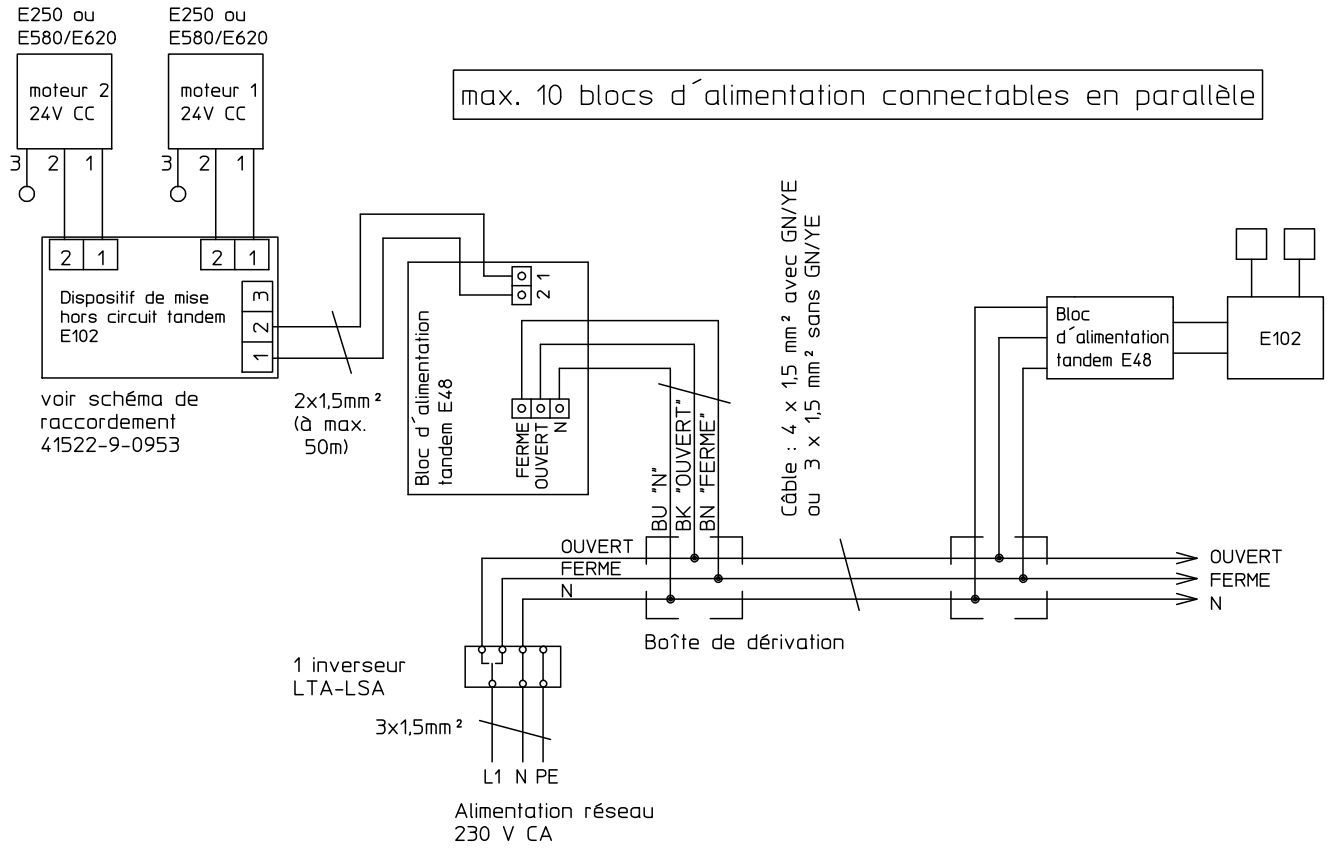 E250 ou
E580/E620
E250 ou
E580/E620
moteur 2
24V CC
moteur 1
24V CC
max. 10 blocs d´alimentation connectables en parallèle
3 2 1
3 2 1
2 1
2 1
Dispositif de mise
hors circuit tandem
E102
3
2
1
voir schéma de
raccordement
41522-9-0953
2x1,5mm²
(à max.
50m)
2 1
Bloc d´alimentation
tandem E48
FERME
OUVERT
N
BU "N"
BK "OUVERT"
BN "FERME"
Câble : 4 x 1,5 mm² avec GN/YE
ou 3 x 1,5 mm² sans GN/YE
Bloc
d´alimentation
tandem E48
E102
OUVERT
FERME
N
OUVERT
FERME
N
Boîte de dérivation
1 inverseur
LTA-LSA
3x1,5mm²
L1 N PE
Alimentation réseau
230 V CA